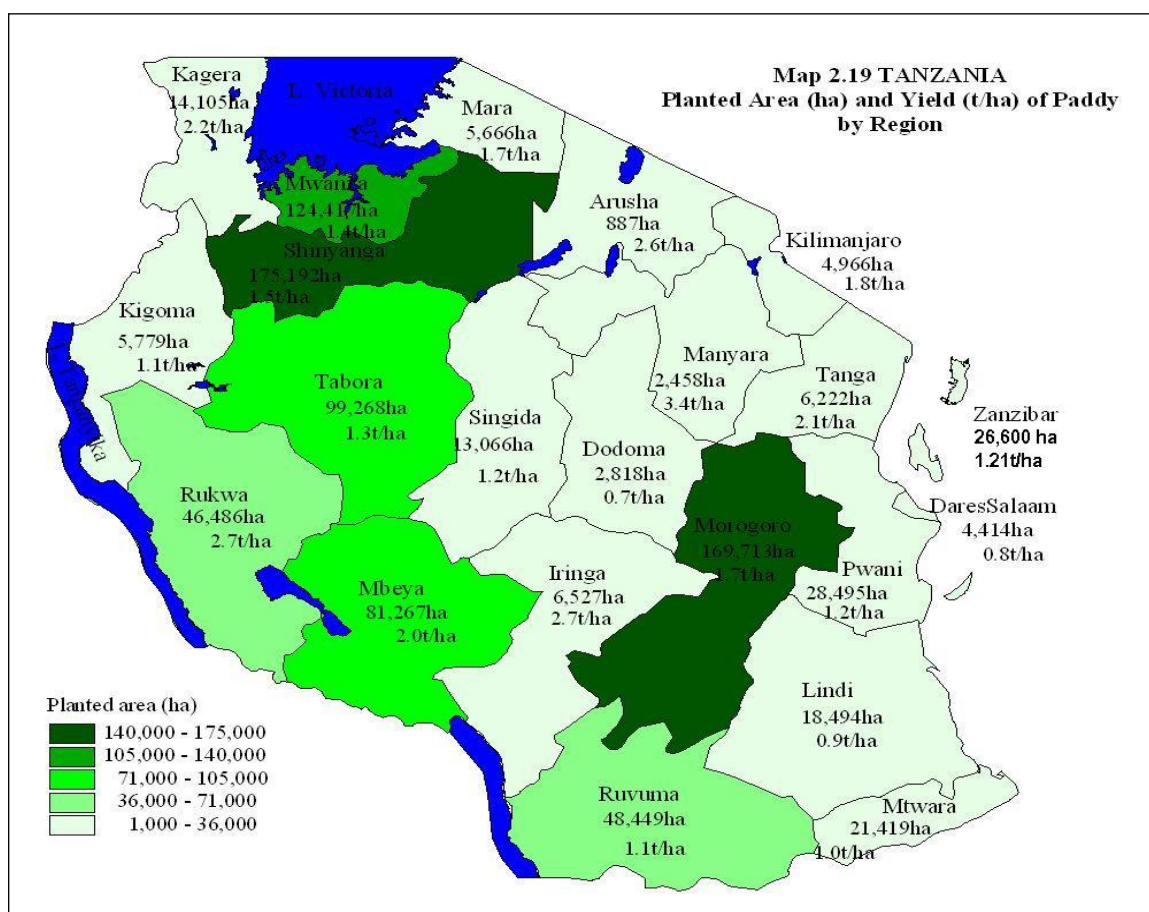 Map 2.19 TANZANIA
Planted Area (ha) and Yield (t/ha) of Paddy
by Region
Kagera
14,105ha
2.2t/ha
L. Victoria
Mara
5,666ha
1.7t/ha
Mwanza
1.4t/ha
Shinyanga
175,192ha
1.5t/ha
Arusha
887ha
2.6t/ha
Kilimanjaro
4,966ha
1.8t/ha
Kigoma
5,779ha
1.1t/ha
Tabora
99,268ha
1.3t/ha
Singida
13,066ha
1.2t/ha
Manyara
2,458ha
3.4t/ha
Tanga
6,222ha
2.1t/ha
Zanzibar
26,600 ha
1.21t/ha
Dodoma
2,818ha
0.7t/ha
Rukwa
46,486ha
2.7t/ha
Morogoro
169,713ha
1.7t/ha
DaresSalaam
4,414ha
0.8t/ha
Pwani
28,495ha
1.2t/ha
Mbeya
81,267ha
2.0t/ha
Iringa
6,527ha
2.7t/ha
Lindi
18,494ha
0.9t/ha
Ruvuma
48,449ha
1.1t/ha
Mtwara
21,419ha
1.0t/ha
Planted area (ha)
140,000 - 175,000
105,000 - 140,000
71,000 - 105,000
36,000 - 71,000
1,000 - 36,000